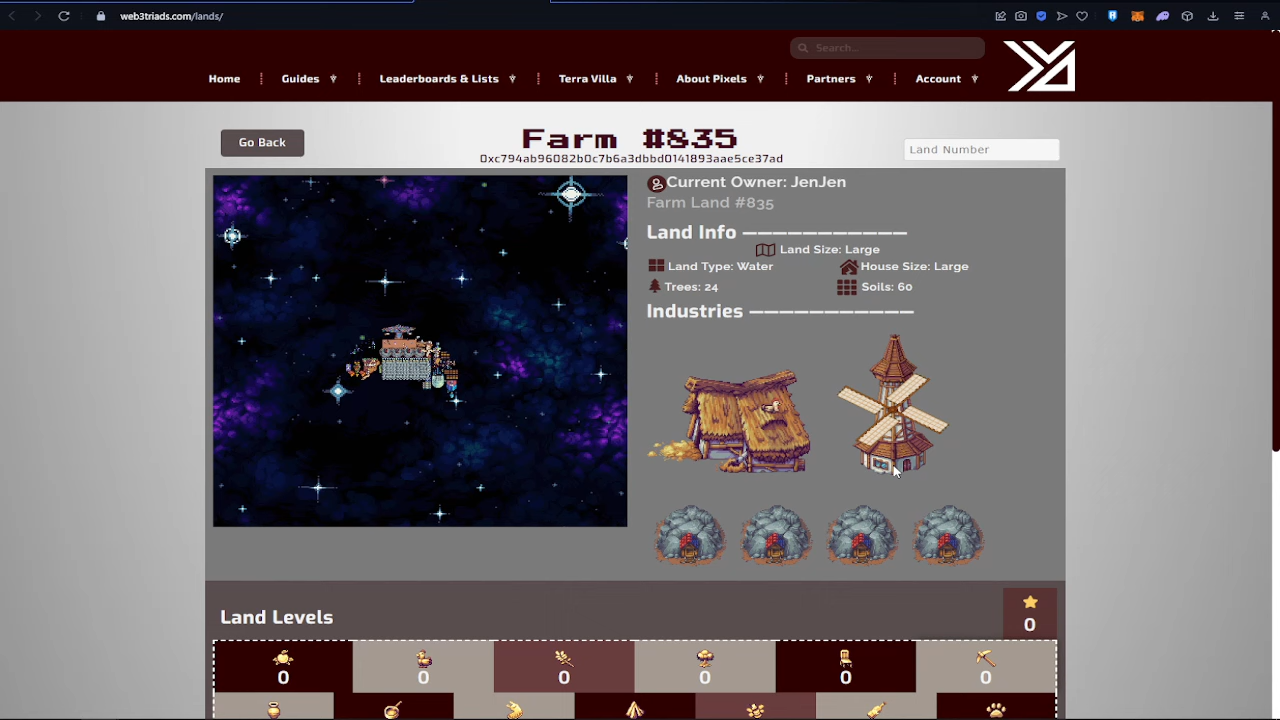 web3triads.com/lands/
Search...
Home Guides Leaderboards & Lists Terra Villa About Pixels Partners Account
Go Back
Farm #835
0xc794ab96082b0c7b6a3dbbd0141893aae5ce37ad
Land Number
Current Owner: JenJen
Farm Land #835
Land Info
Land Size: Large
Land Type: Water House Size: Large
Trees: 24 Soils: 60
Industries
Land Levels
0
0 0 0 0 0 0